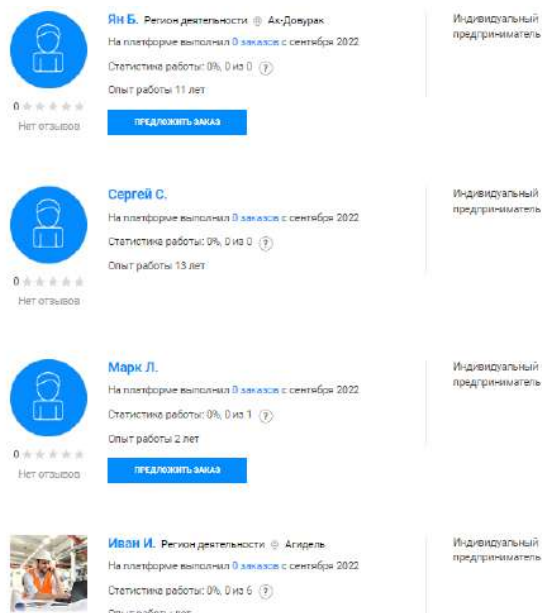 Ян Б. Регион деятельности Ак-Довурак
На платформе выполнил 0 заказов с сентября 2022
Статистика работы: 0%, 0 из 0 ?
Опыт работы 11 лет
0
Нет отзывов
ПРЕДЛОЖИТЬ ЗАКАЗ
Индивидуальный
предприниматель
Сергей С.
На платформе выполнил 0 заказов с сентября 2022
Статистика работы: 0%, 0 из 0 ?
Опыт работы 13 лет
0
Нет отзывов
Индивидуальный
предприниматель
Марк Л.
На платформе выполнил 0 заказов с сентября 2022
Статистика работы: 0%, 0 из 1 ?
Опыт работы 2 лет
0
Нет отзывов
ПРЕДЛОЖИТЬ ЗАКАЗ
Индивидуальный
предприниматель
Иван И. Регион деятельности Агидель
На платформе выполнил 0 заказов с сентября 2022
Статистика работы: 0%, 0 из 6 ?
Опыт работы лет
Индивидуальный
предприниматель